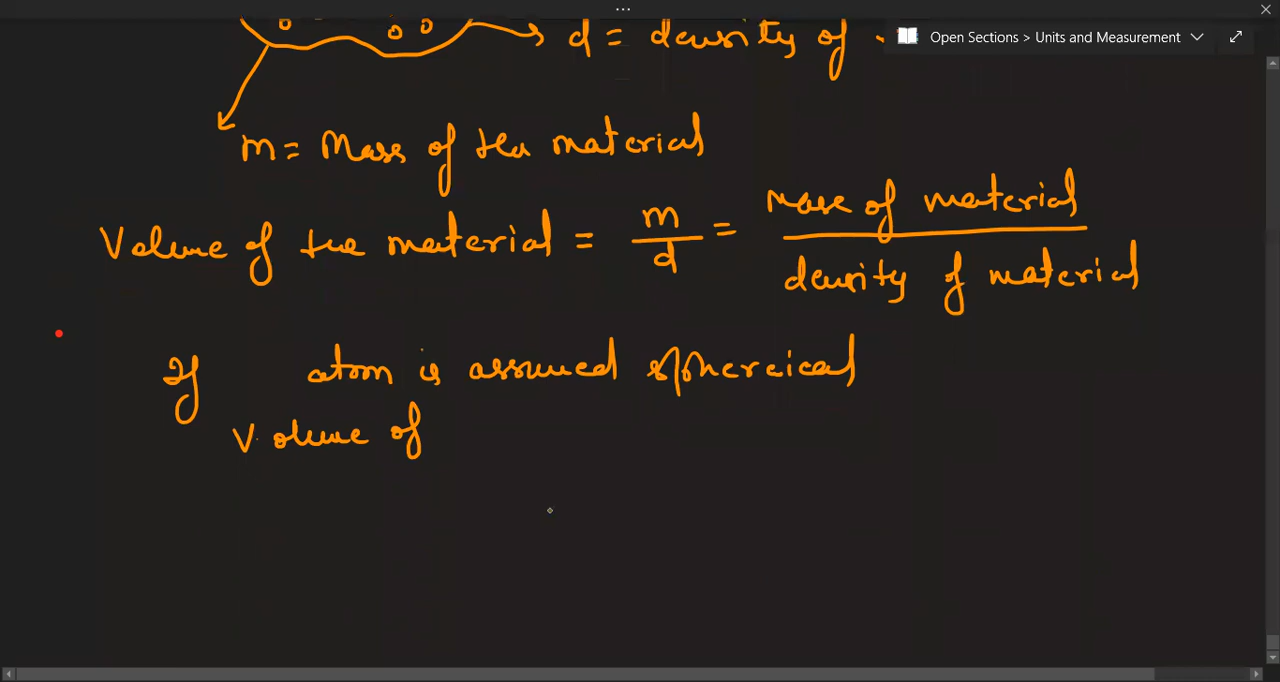 ...
Open Sections > Units and Measurement
d = density of
m = Mass of the material
Volume of the material = m/d = Mass of material / density of material
If atom is assumed sphereical
Volume of